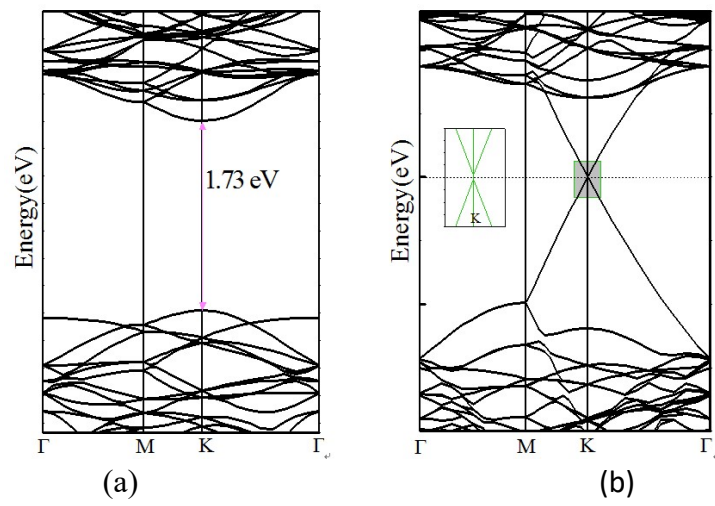 Energy(eV)
1.73 eV
Γ M K Γ
(a)
Energy(eV)
K
Γ M K Γ
(b)